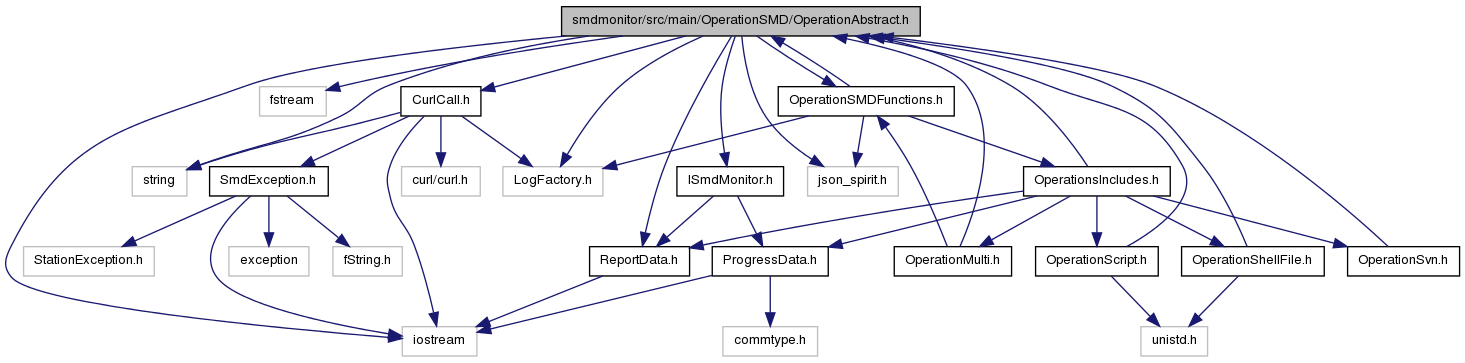 smdmonitor/src/main/OperationSMD/OperationAbstract.h
fstream
CurlCall.h
OperationSMDFunctions.h
string
SmdException.h
curl/curl.h
LogFactory.h
ISmdMonitor.h
json_spirit.h
OperationsIncludes.h
StationException.h
exception
fString.h
ReportData.h
ProgressData.h
OperationMulti.h
OperationScript.h
OperationShellFile.h
OperationSvn.h
iostream
commtype.h
unistd.h